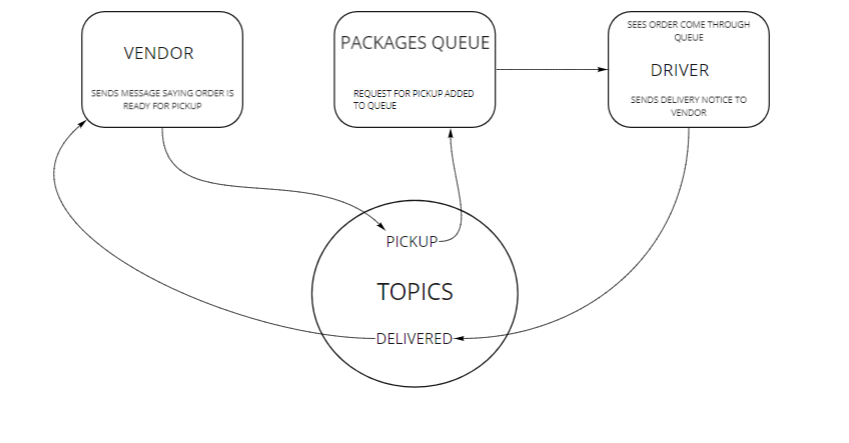 VENDOR
SENDS MESSAGE SAYING ORDER IS
READY FOR PICKUP
PACKAGES QUEUE
REQUEST FOR PICKUP ADDED
TO QUEUE
SEES ORDER COME THROUGH
QUEUE
DRIVER
SENDS DELIVERY NOTICE TO
VENDOR
PICKUP
TOPICS
DELIVERED